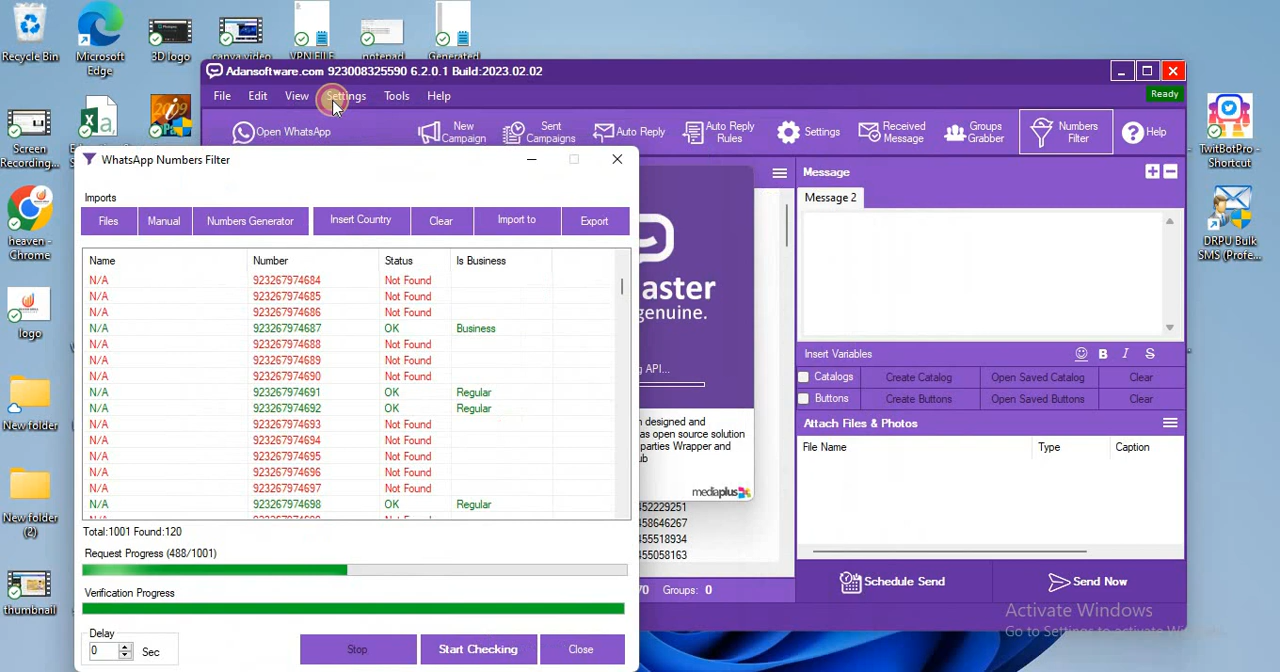 Recycle Bin
Microsoft
Edge
3D logo
canva video
VPN FILE
notepad
Generated
Screen
Recording...
heaven -
Chrome
logo
New folder
New folder
(2)
thumbnail
TwitBotPro -
Shortcut
DRPU Bulk
SMS (Profe...
Adansoftware.com 923008325590 6.2.0.1 Build:2023.02.02
File Edit View Settings Tools Help
Ready
Open WhatsApp
New
Campaign
Sent
Campaigns
Auto Reply
Auto Reply
Rules
Settings
Received
Message
Groups
Grabber
Numbers
Filter
Help
WhatsApp Numbers Filter
Imports
Files Manual Numbers Generator Insert Country Clear Import to Export
Name Number Status Is Business
N/A 923267974684 Not Found
N/A 923267974685 Not Found
N/A 923267974686 Not Found
N/A 923267974687 OK Business
N/A 923267974688 Not Found
N/A 923267974689 Not Found
N/A 923267974690 Not Found
N/A 923267974691 OK Regular
N/A 923267974692 OK Regular
N/A 923267974693 Not Found
N/A 923267974694 Not Found
N/A 923267974695 Not Found
N/A 923267974696 Not Found
N/A 923267974697 Not Found
N/A 923267974698 OK Regular
Total:1001 Found:120
Request Progress (488/1001)
Verification Progress
Delay
0 Sec
Stop Start Checking Close
aster
genuine.
API...
designed and
as open source solution
parties Wrapper and
ub
mediaplus
452229251
458646267
455518934
455058163
70 Groups: 0
Message
Message 2
Insert Variables B I S
Catalogs Create Catalog Open Saved Catalog Clear
Buttons Create Buttons Open Saved Buttons Clear
Attach Files & Photos
File Name Type Caption
Schedule Send Send Now
Activate Windows
Go to Settings to activate